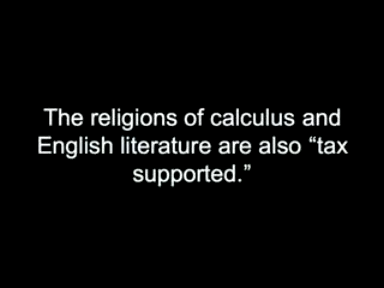 The religions of calculus and
English literature are also “tax
supported.”